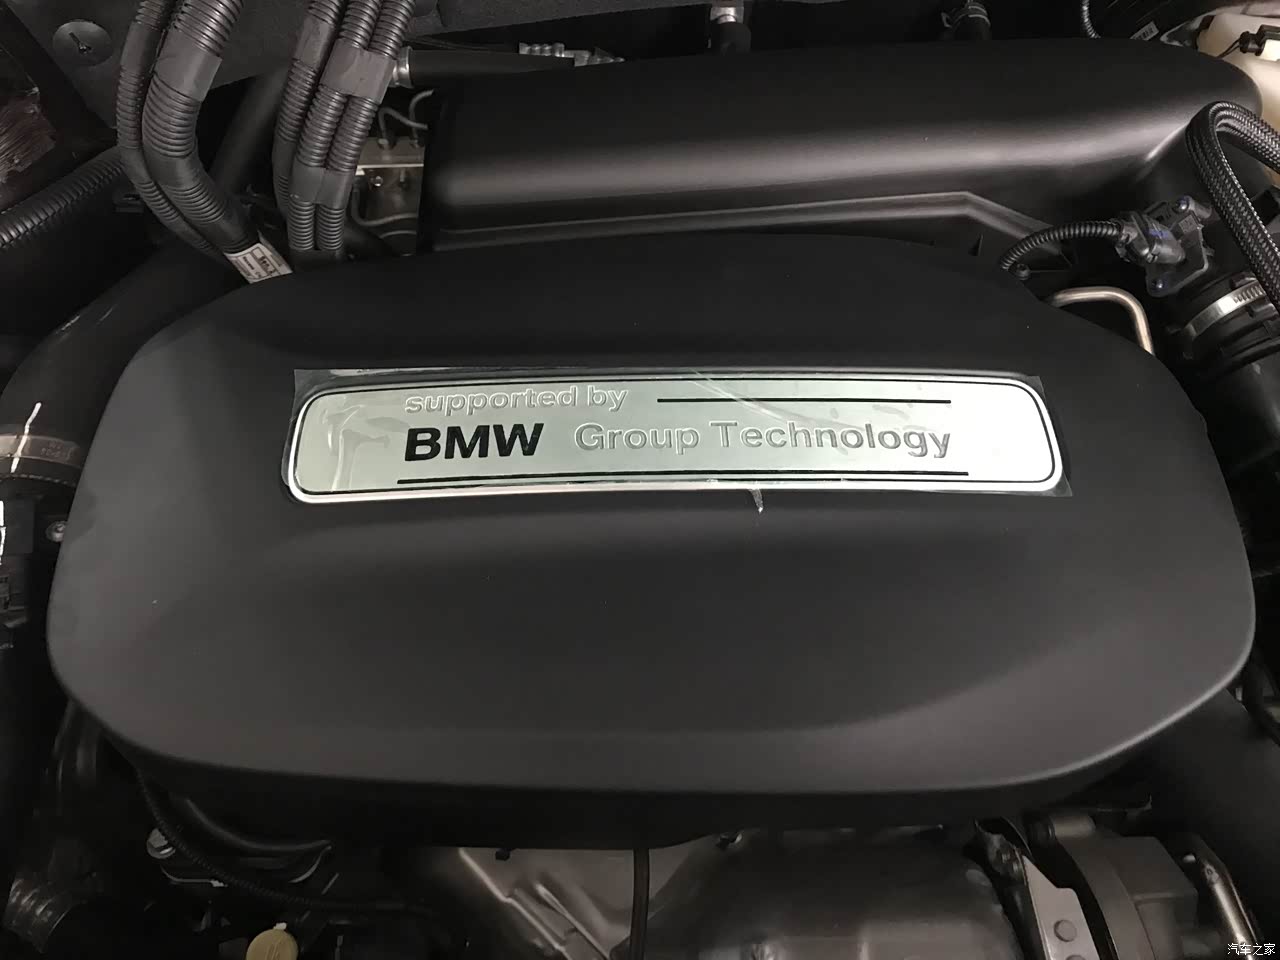 supported by
BMW Group Technology
汽车之家